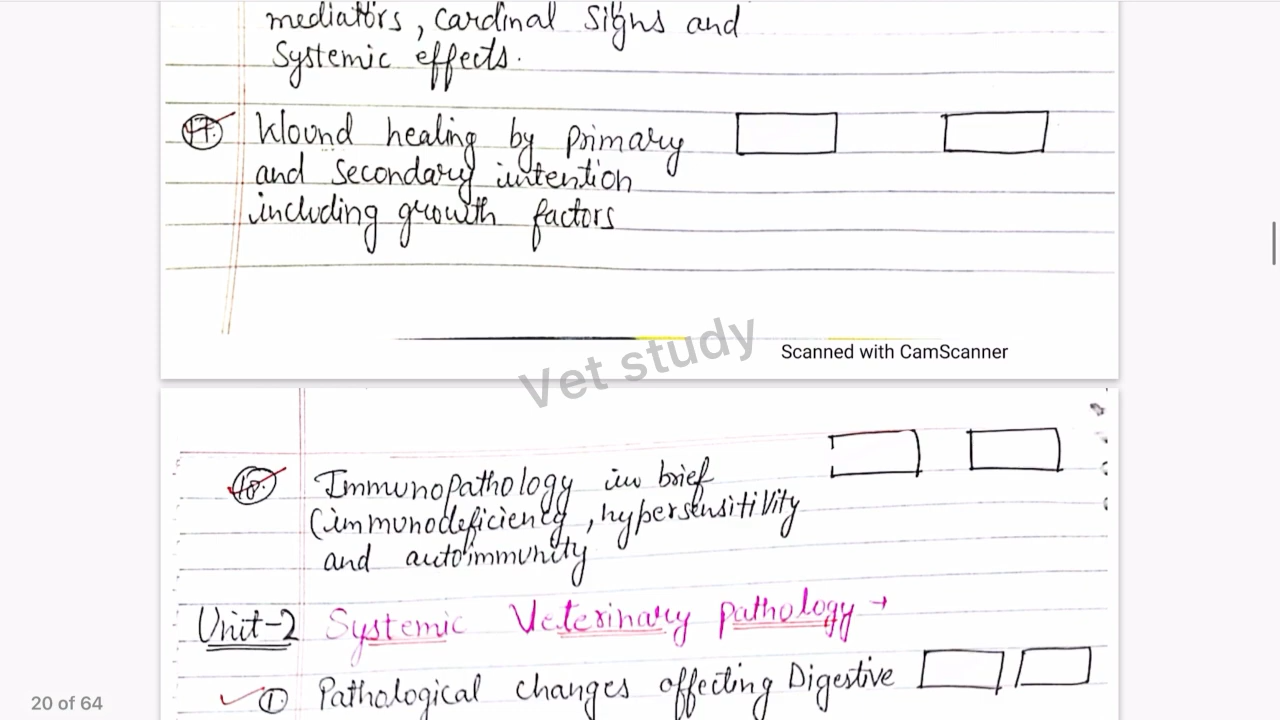 mediators, cardinal signs and
Systemic effects.
17. Wound healing by primary
and secondary intention
including growth factors
Vet study
Scanned with CamScanner
18. Immunopathology in brief
(immunodeficiency, hypersensitivity
and autoimmunity
Unit-2 Systemic Veterinary pathology →
① Pathological changes affecting Digestive
20 of 64